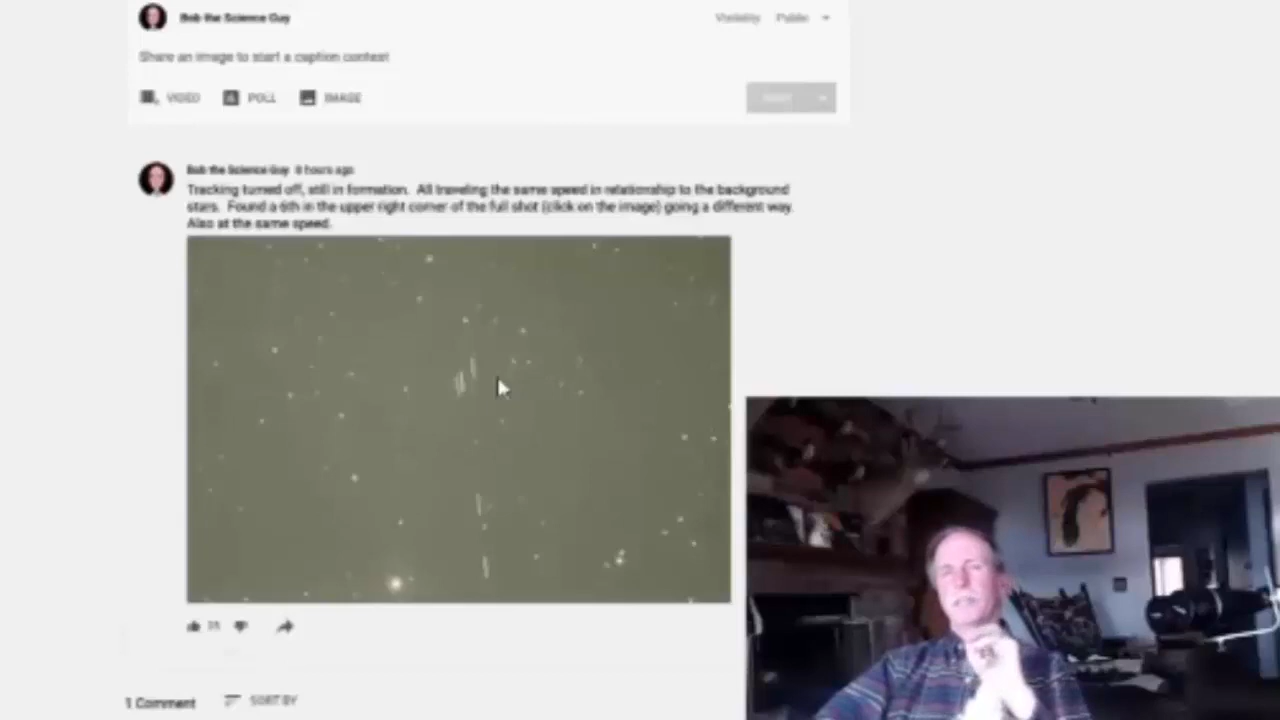 Bob the Science Guy
Visibility Public
Share an image to start a caption contest
VIDEO POLL IMAGE
Bob the Science Guy 8 hours ago
Tracking turned off, still in formation. All traveling the same speed in relationship to the background
stars. Found a 6th in the upper right corner of the full shot (click on the image) going a different way.
Also at the same speed.
1 Comment SORT BY